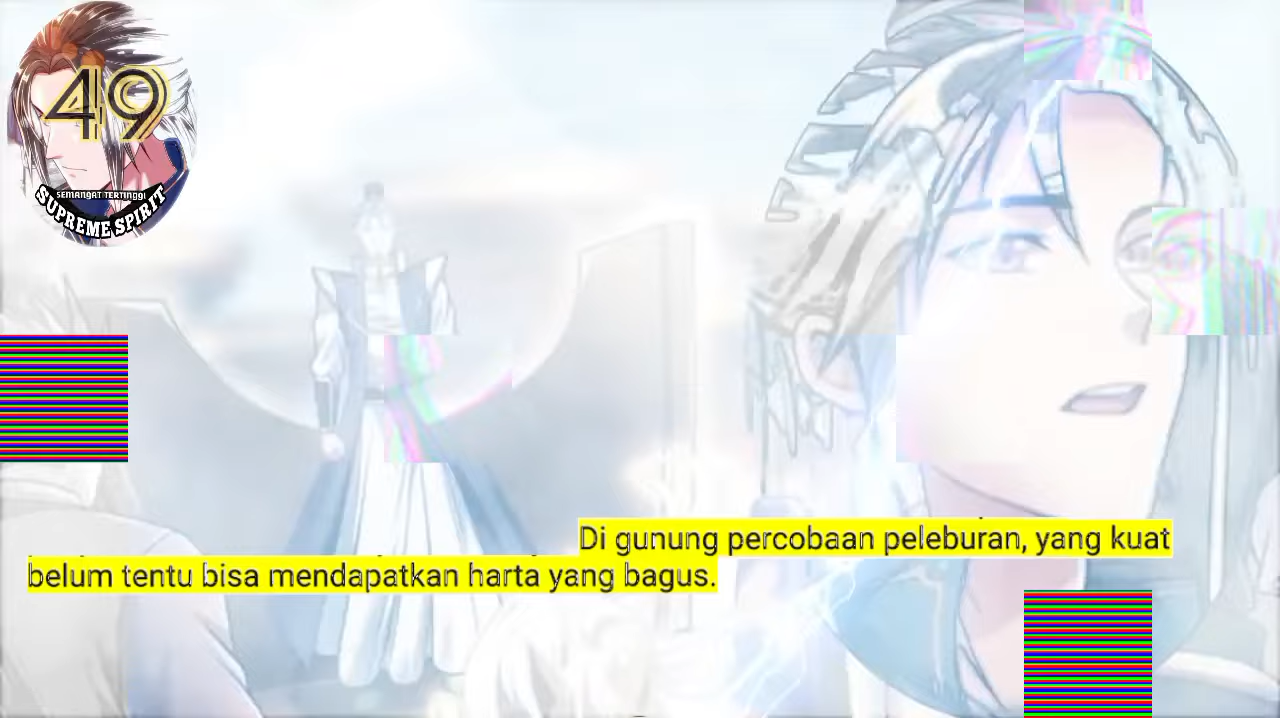 49
SEMANGAT TERTINGGI
SUPREME SPIRIT
Di gunung percobaan peleburan, yang kuat
belum tentu bisa mendapatkan harta yang bagus.